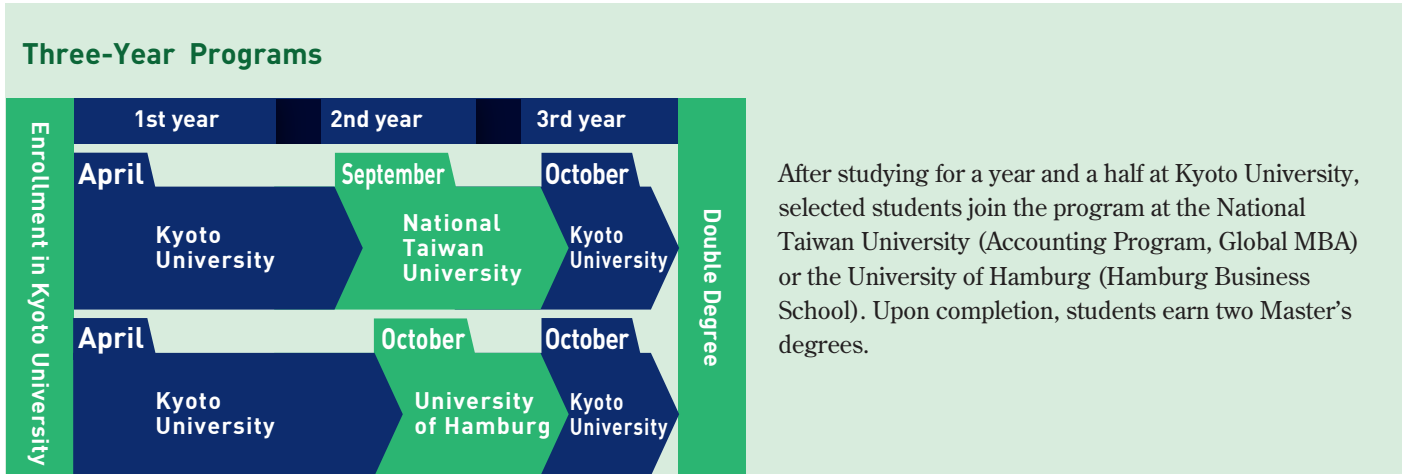 Three-Year Programs
Enrollment in Kyoto University
1st year
2nd year
3rd year
April
September
October
Kyoto
University
National
Taiwan
University
Kyoto
University
April
October
October
Kyoto
University
University
of Hamburg
Kyoto
University
Double Degree
After studying for a year and a half at Kyoto University,
selected students join the program at the National
Taiwan University (Accounting Program, Global MBA)
or the University of Hamburg (Hamburg Business
School). Upon completion, students earn two Master’s
degrees.